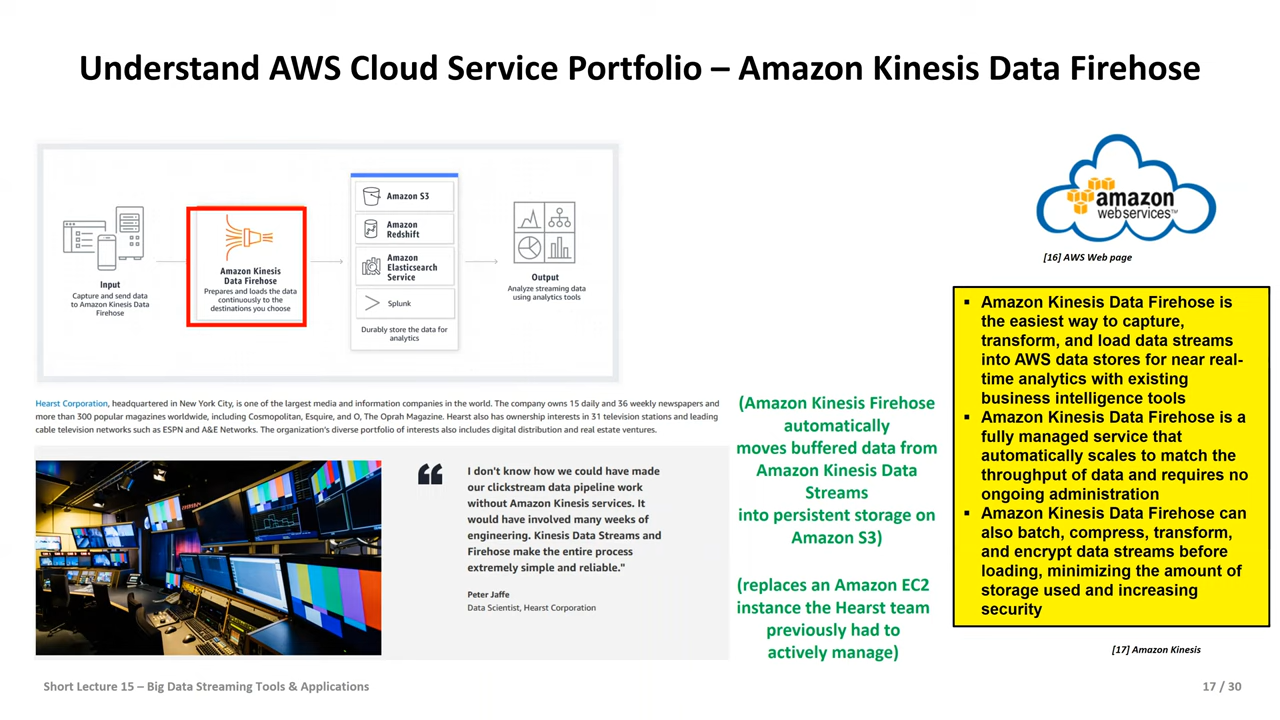 Understand AWS Cloud Service Portfolio – Amazon Kinesis Data Firehose
Input
Capture and send data
to Amazon Kinesis Data
Firehose
Amazon Kinesis
Data Firehose
Prepares and loads the data
continuously to the
destinations you choose
Amazon S3
Amazon
Redshift
Amazon
Elasticsearch
Service
Splunk
Durably store the data for
analytics
Output
Analyze streaming data
using analytics tools
amazon
webservices™
[16] AWS Web page
Hearst Corporation, headquartered in New York City, is one of the largest media and information companies in the world. The company owns 15 daily and 36 weekly newspapers and
more than 300 popular magazines worldwide, including Cosmopolitan, Esquire, and O, The Oprah Magazine. Hearst also has ownership interests in 31 television stations and leading
cable television networks such as ESPN and A&E Networks. The organization's diverse portfolio of interests also includes digital distribution and real estate ventures.
“
I don't know how we could have made
our clickstream data pipeline work
without Amazon Kinesis services. It
would have involved many weeks of
engineering. Kinesis Data Streams and
Firehose make the entire process
extremely simple and reliable."
Peter Jaffe
Data Scientist, Hearst Corporation
(Amazon Kinesis Firehose
automatically
moves buffered data from
Amazon Kinesis Data
Streams
into persistent storage on
Amazon S3)
(replaces an Amazon EC2
instance the Hearst team
previously had to
actively manage)
▪ Amazon Kinesis Data Firehose is
the easiest way to capture,
transform, and load data streams
into AWS data stores for near real-
time analytics with existing
business intelligence tools
▪ Amazon Kinesis Data Firehose is a
fully managed service that
automatically scales to match the
throughput of data and requires no
ongoing administration
▪ Amazon Kinesis Data Firehose can
also batch, compress, transform,
and encrypt data streams before
loading, minimizing the amount of
storage used and increasing
security
[17] Amazon Kinesis
Short Lecture 15 – Big Data Streaming Tools & Applications
17 / 30